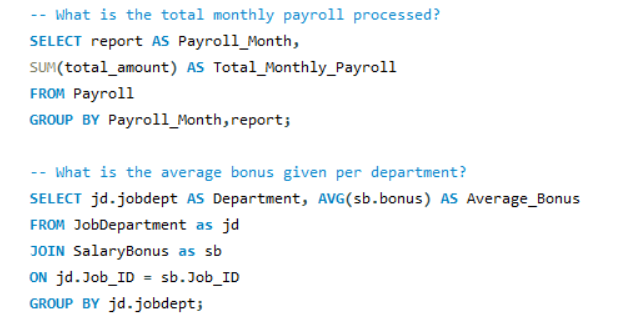 -- What is the total monthly payroll processed?
SELECT report AS Payroll_Month,
SUM(total_amount) AS Total_Monthly_Payroll
FROM Payroll
GROUP BY Payroll_Month,report;
-- What is the average bonus given per department?
SELECT jd.jobdept AS Department, AVG(sb.bonus) AS Average_Bonus
FROM JobDepartment as jd
JOIN SalaryBonus as sb
ON jd.Job_ID = sb.Job_ID
GROUP BY jd.jobdept;